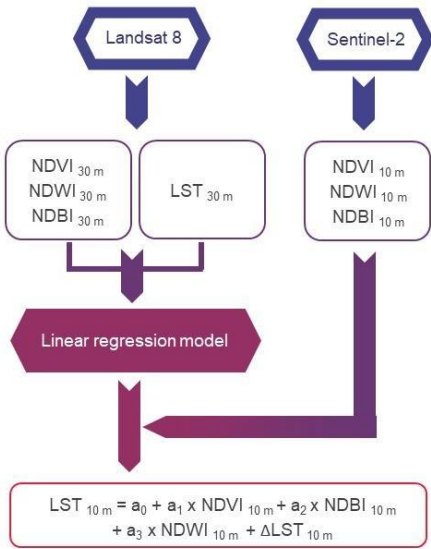 Landsat 8
Sentinel-2
NDVI 30 m
NDWI 30 m
NDBI 30 m
LST 30 m
NDVI 10 m
NDWI 10 m
NDBI 10 m
Linear regression model
LST 10 m = a0 + a1 x NDVI 10 m + a2 x NDBI 10 m
+ a3 x NDWI 10 m + ΔLST 10 m